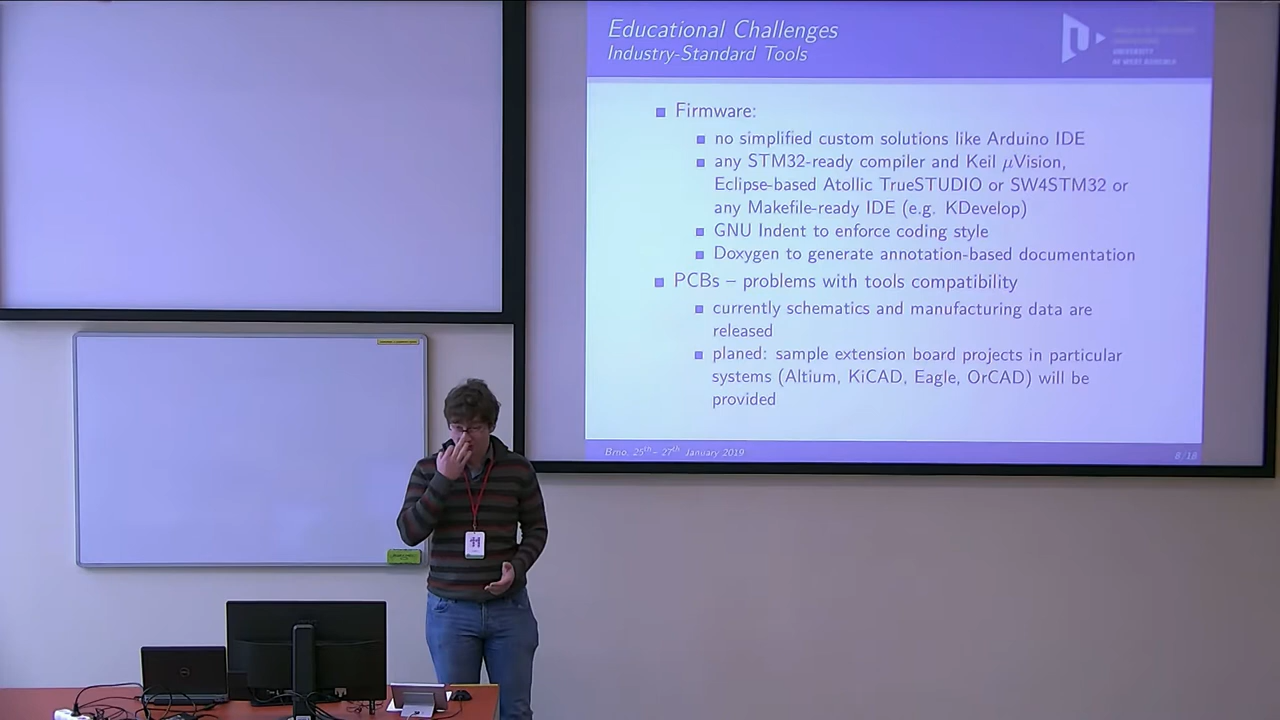 Educational Challenges
Industry-Standard Tools
UNIVERSITY
OF WEST BOHEMIA
Firmware:
no simplified custom solutions like Arduino IDE
any STM32-ready compiler and Keil μVision,
Eclipse-based Atollic TrueSTUDIO or SW4STM32 or
any Makefile-ready IDE (e.g. KDevelop)
GNU Indent to enforce coding style
Doxygen to generate annotation-based documentation
PCBs – problems with tools compatibility
currently schematics and manufacturing data are
released
planed: sample extension board projects in particular
systems (Altium, KiCAD, Eagle, OrCAD) will be
provided
Brno, 25th – 27th January 2019
8/18